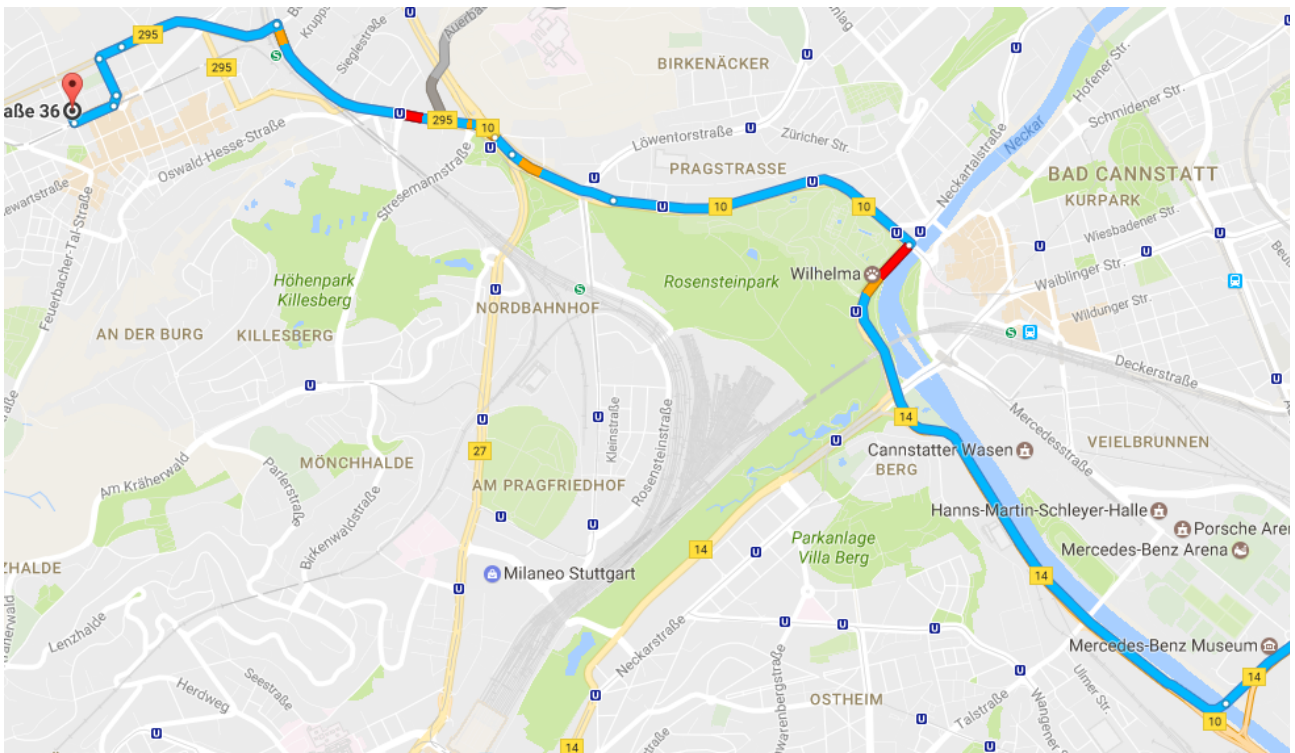 295
Sieglestraße
BIRKENÄCKER
Hofener Str.
Schmidener Str.
295
aße 36
295
10
Löwentorstraße
Züricher Str.
Neckar
Neckartalstraße
Oswald-Hesse-Straße
PRAGSTRASSE
BAD CANNSTATT
KURPARK
Stresemannstraße
10
10
Wiesbadener Str.
Feuerbacher-Tal-Straße
Höhenpark
Killesberg
Rosensteinpark
Wilhelma
Waiblinger Str.
Wildunger Str.
NORDBAHNHOF
AN DER BURG
KILLESBERG
Deckerstraße
Kleinstraße
Rosensteinstraße
14
Mercedesstraße
27
MÖNCHHALDE
Am Kräherwald
Parlerstraße
Cannstatter Wasen
BERG
VEIELBRUNNEN
AM PRAGFRIEDHOF
Birkenwaldstraße
Hanns-Martin-Schleyer-Halle
Porsche Aren
Mercedes-Benz Arena
Parkanlage
Villa Berg
14
ZHALDE
Milaneo Stuttgart
14
Lenzhalde
Neckarstraße
Mercedes-Benz Museum
Herdweg
Seestraße
14
OSTHEIM
Talstraße
Ulmer Str.
Wangener
10
14